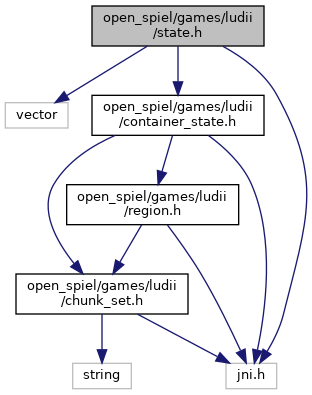 open_spiel/games/ludii
/state.h
vector
open_spiel/games/ludii
/container_state.h
open_spiel/games/ludii
/region.h
open_spiel/games/ludii
/chunk_set.h
string
jni.h